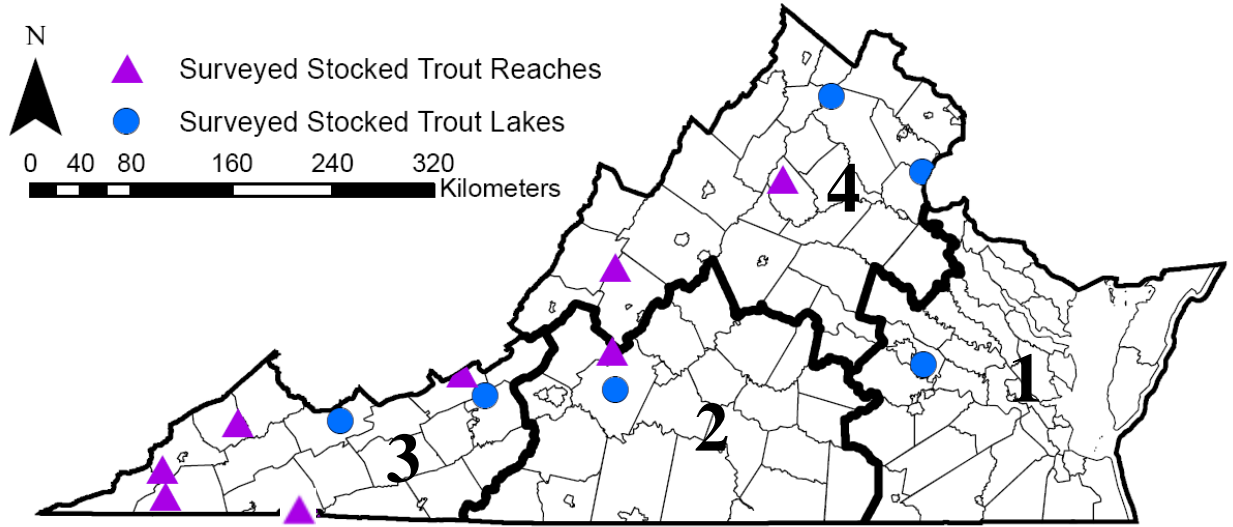 N
Surveyed Stocked Trout Reaches
Surveyed Stocked Trout Lakes
0 40 80 160 240 320
Kilometers
4
1
2
3